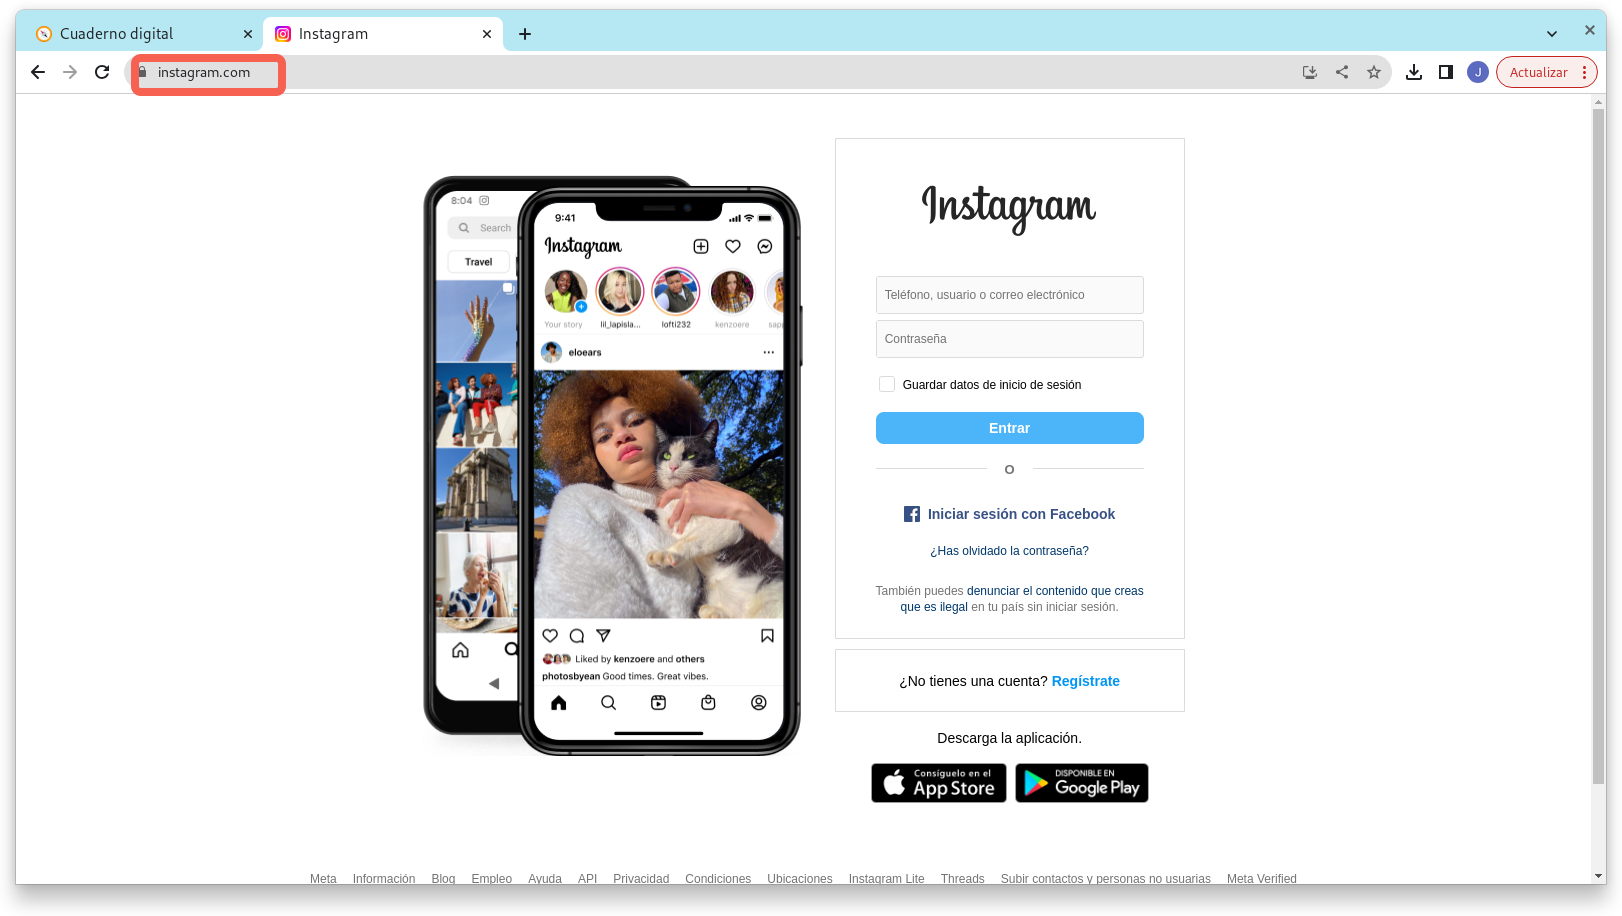 Cuaderno digital
Instagram
instagram.com
J
Actualizar
8:04
Search
Travel
9:41
Instagram
Your story
lil_lapisla...
lofti232
kenzoere
sap
eloears
Liked by kenzoere and others
photosbyean Good times. Great vibes.
Instagram
Teléfono, usuario o correo electrónico
Contraseña
Guardar datos de inicio de sesión
Entrar
O
Iniciar sesión con Facebook
¿Has olvidado la contraseña?
También puedes denunciar el contenido que creas
que es ilegal en tu país sin iniciar sesión.
¿No tienes una cuenta? Regístrate
Descarga la aplicación.
Consíguelo en el
App Store
DISPONIBLE EN
Google Play
Meta Información Blog Empleo Ayuda API Privacidad Condiciones Ubicaciones Instagram Lite Threads Subir contactos y personas no usuarias Meta Verified